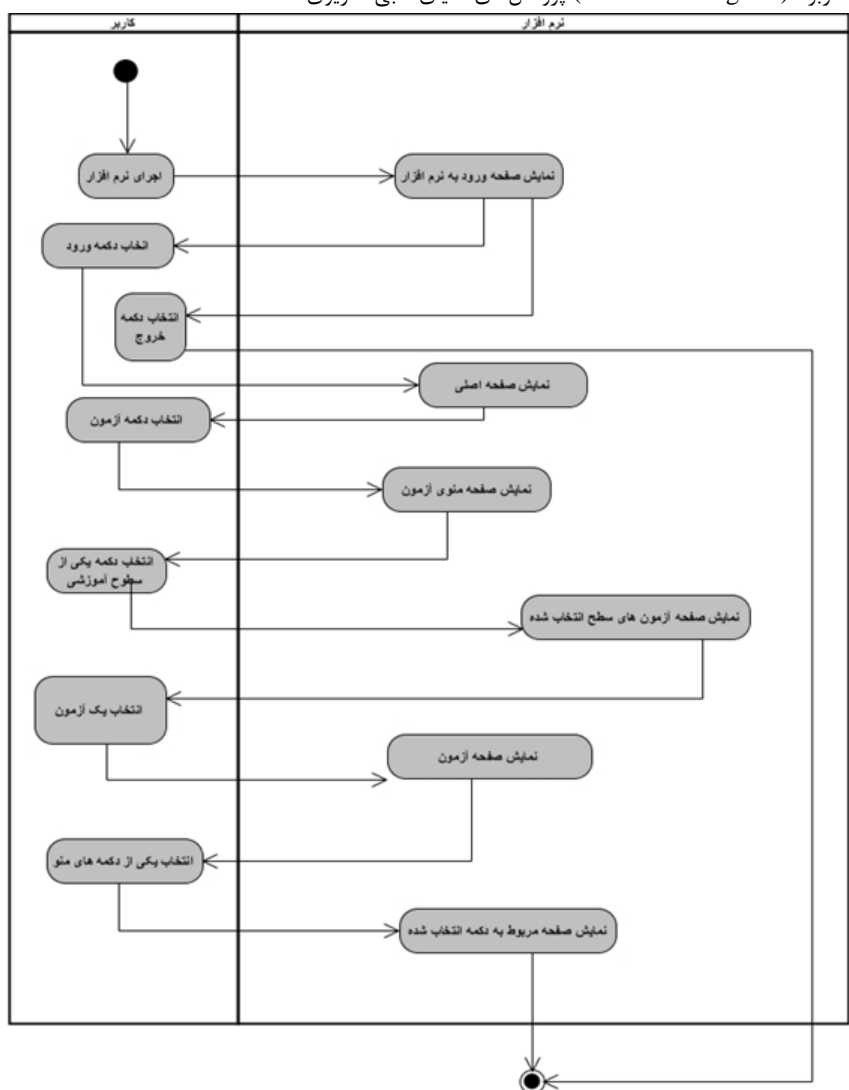 کاربر
نرم افزار
اجرای نرم افزار
نمایش صفحه ورود به نرم افزار
انخاب دکمه ورود
انتخاب دکمه
خروج
نمایش صفحه اصلی
انتخاب دکمه آزمون
نمایش صفحه منوی آزمون
انتخاب دکمه یکی از
سطوح آموزشی
نمایش صفحه آزمون های سطح انتخاب شده
انتخاب یک آزمون
نمایش صفحه آزمون
انتخاب یکی از دکمه های منو
نمایش صفحه مربوط به دکمه انتخاب شده